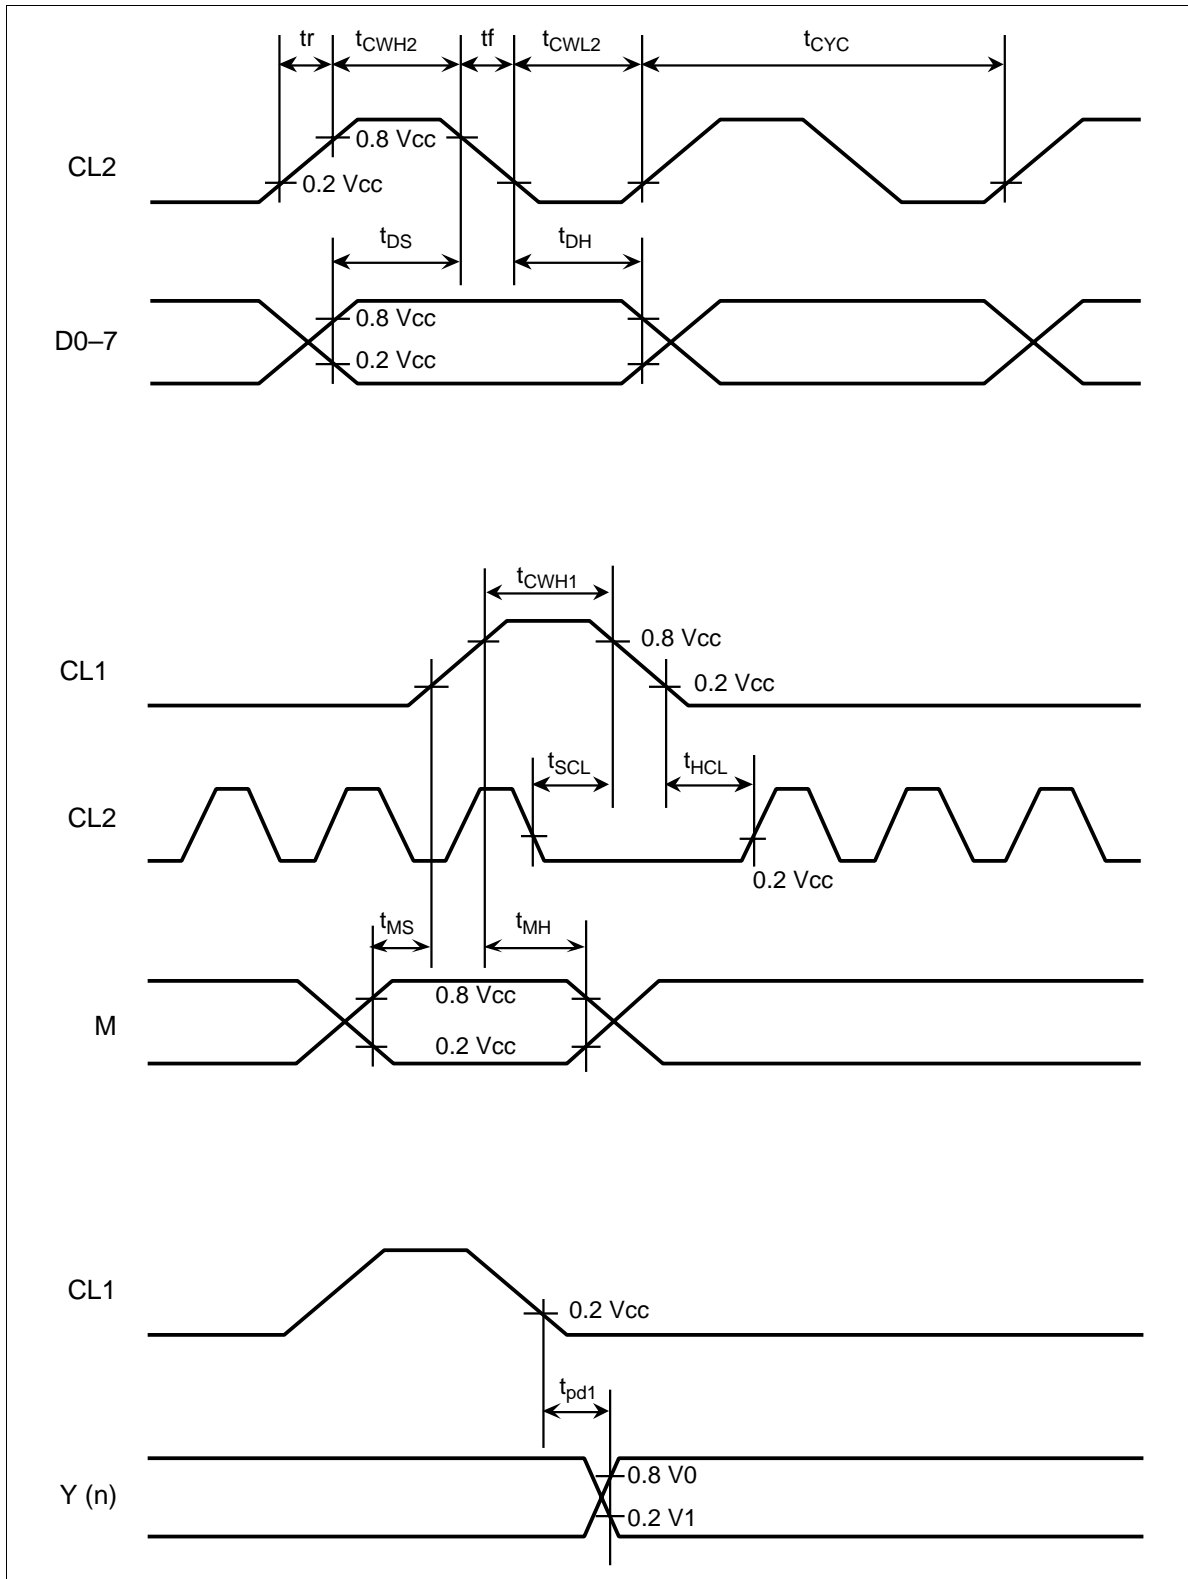 tr tCWH2 tf tCWL2 tCYC
CL2
0.8 Vcc
0.2 Vcc
tDS tDH
D0–7
0.8 Vcc
0.2 Vcc
tCWH1
CL1
0.8 Vcc
0.2 Vcc
tSCL tHCL
CL2
0.2 Vcc
tMS tMH
M
0.8 Vcc
0.2 Vcc
CL1
0.2 Vcc
tpd1
Y (n)
0.8 V0
0.2 V1